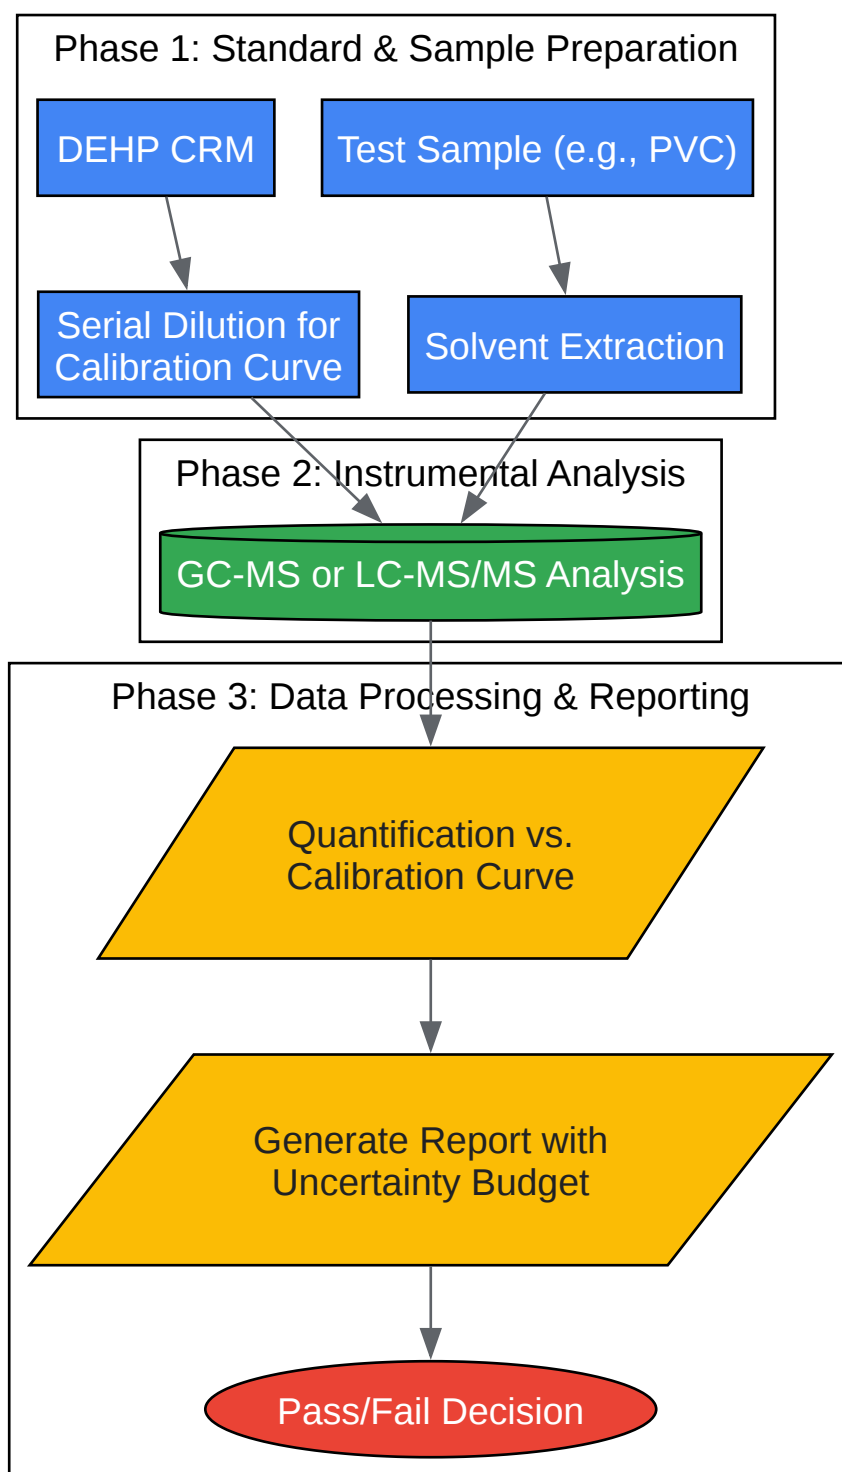 Phase 1: Standard & Sample Preparation
DEHP CRM
Test Sample (e.g., PVC)
Serial Dilution for
Calibration Curve
Solvent Extraction
Phase 2: Instrumental Analysis
GC-MS or LC-MS/MS Analysis
Phase 3: Data Processing & Reporting
Quantification vs.
Calibration Curve
Generate Report with
Uncertainty Budget
Pass/Fail Decision